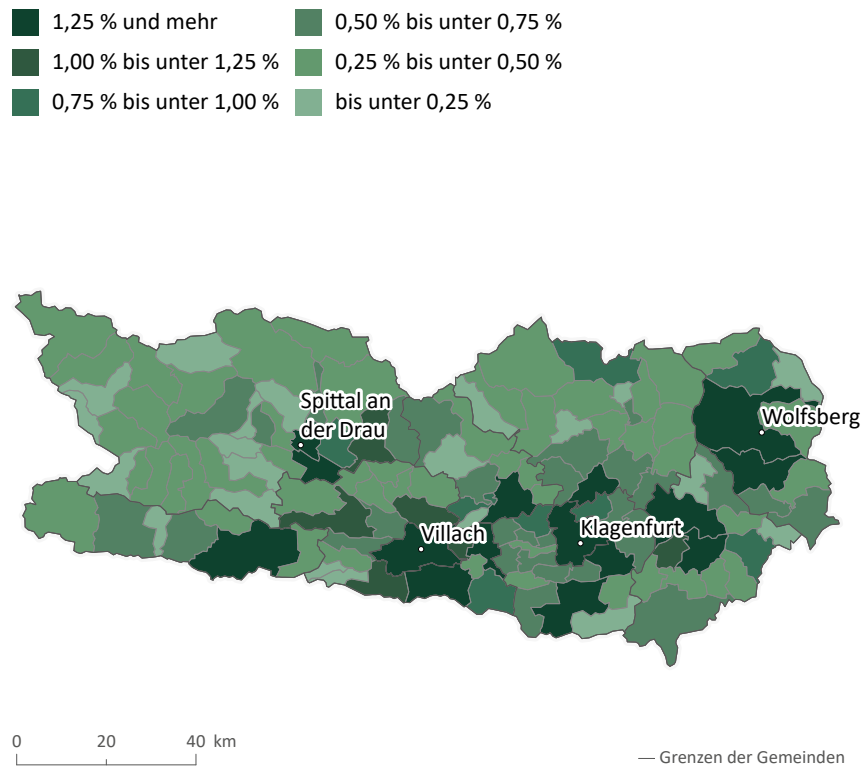 1,25 % und mehr
1,00 % bis unter 1,25 %
0,75 % bis unter 1,00 %
0,50 % bis unter 0,75 %
0,25 % bis unter 0,50 %
bis unter 0,25 %
Spittal an
der Drau
Wolfsberg
Villach
Klagenfurt
0 20 40 km
Grenzen der Gemeinden